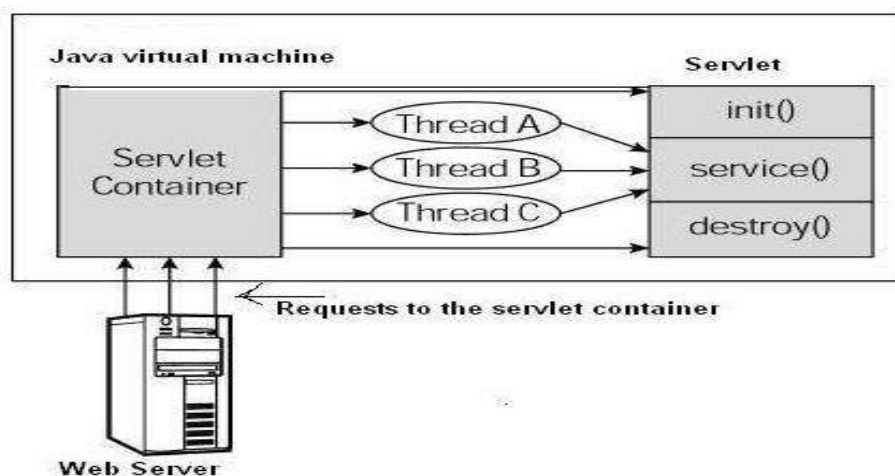 Java virtual machine
Servlet
Servlet
Container
Thread A
Thread B
Thread C
init()
service()
destroy()
Requests to the servlet container
Web Server